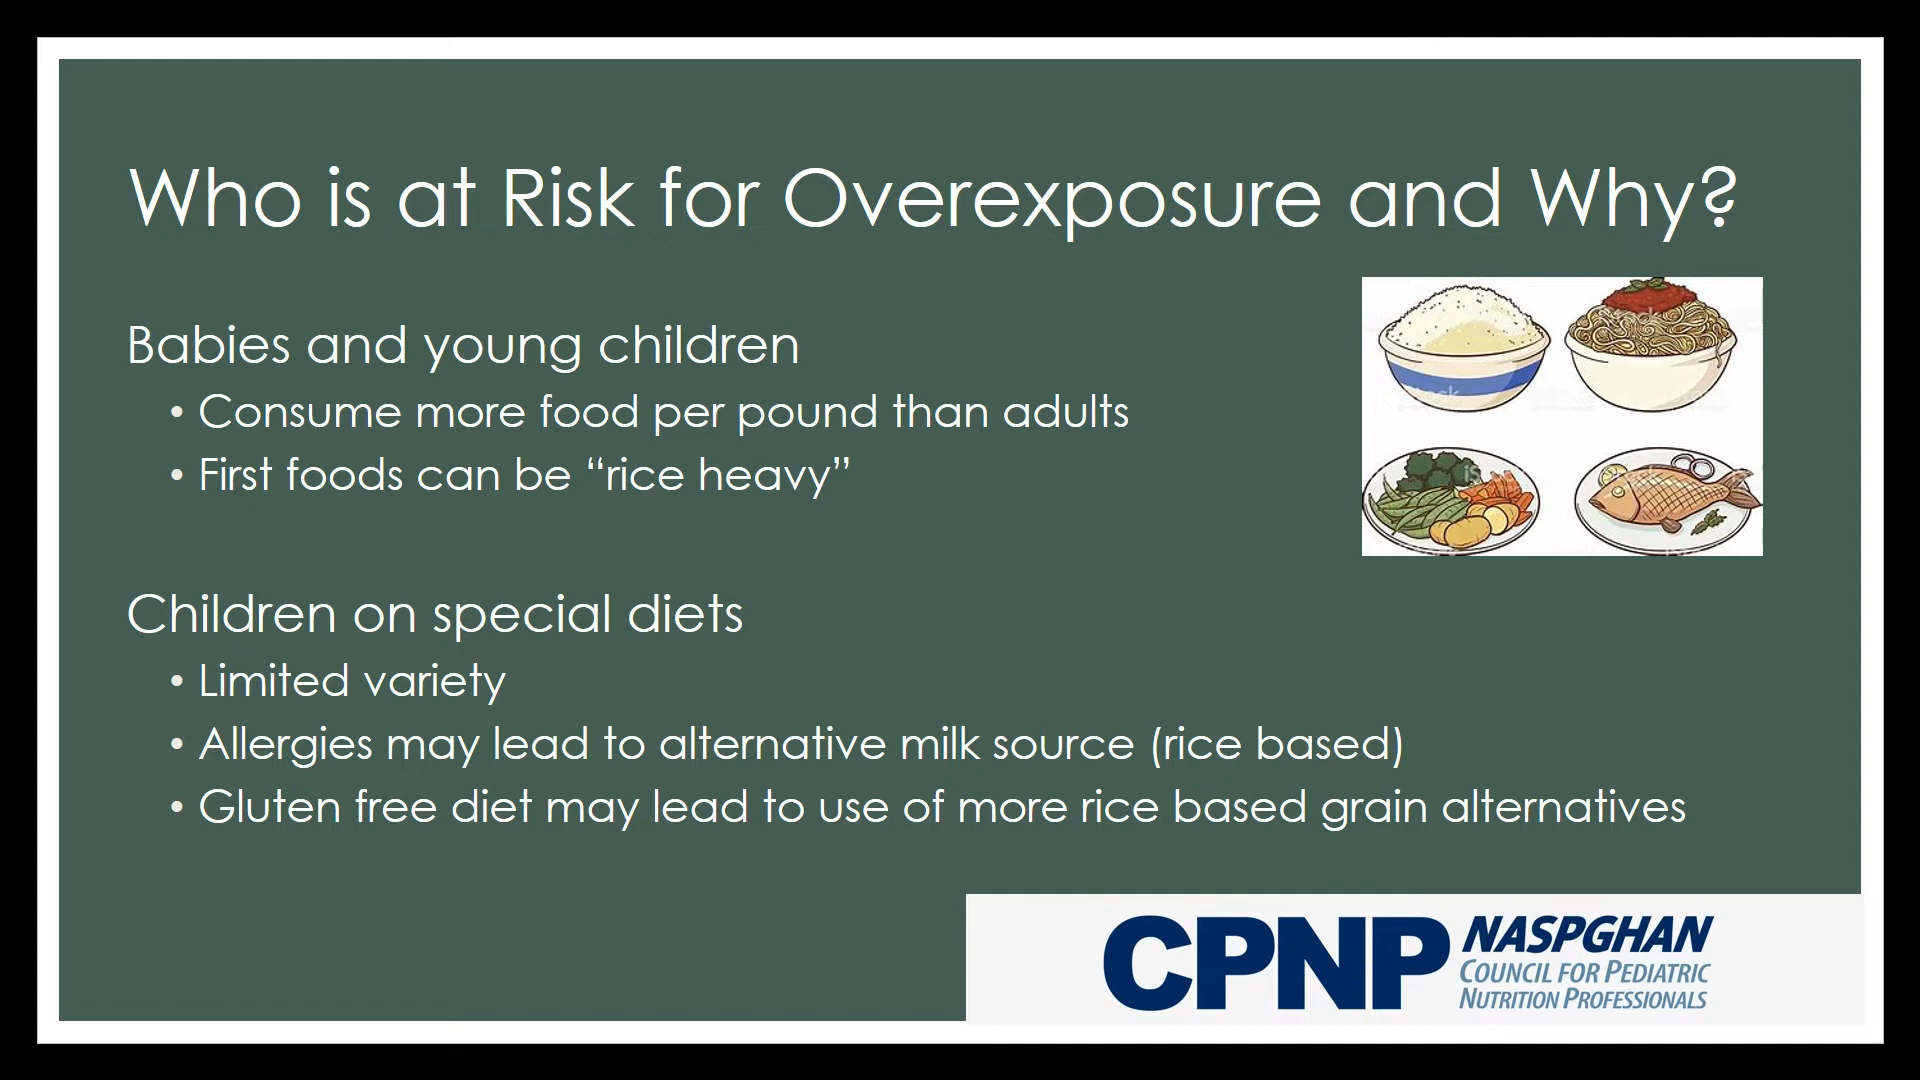 Who is at Risk for Overexposure and Why?
Babies and young children
• Consume more food per pound than adults
• First foods can be “rice heavy”
Children on special diets
• Limited variety
• Allergies may lead to alternative milk source (rice based)
• Gluten free diet may lead to use of more rice based grain alternatives
CPNP
NASPGHAN
COUNCIL FOR PEDIATRIC
NUTRITION PROFESSIONALS